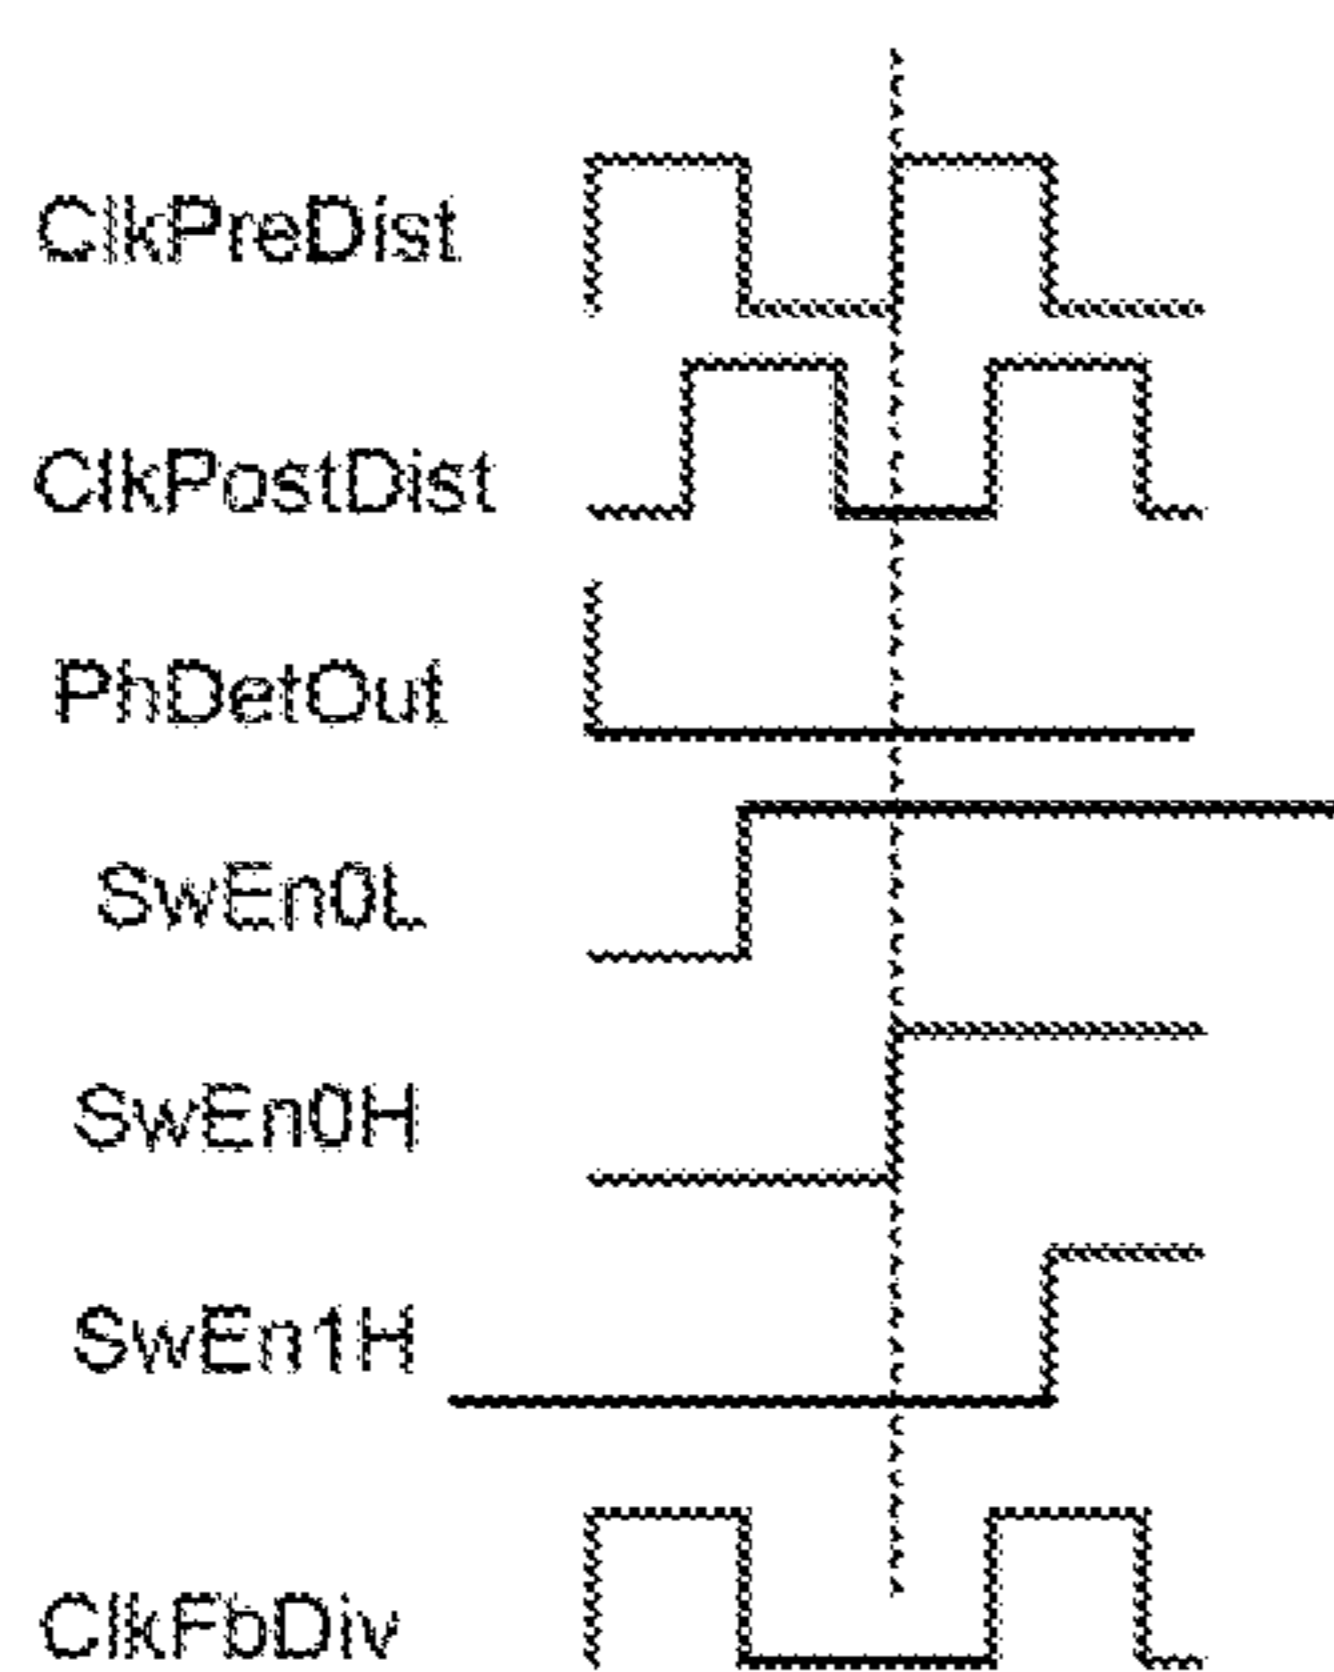 ClkPreDist
ClkPostDist
PhDetOut
SwEn0L
SwEn0H
SwEn1H
ClkFbDiv